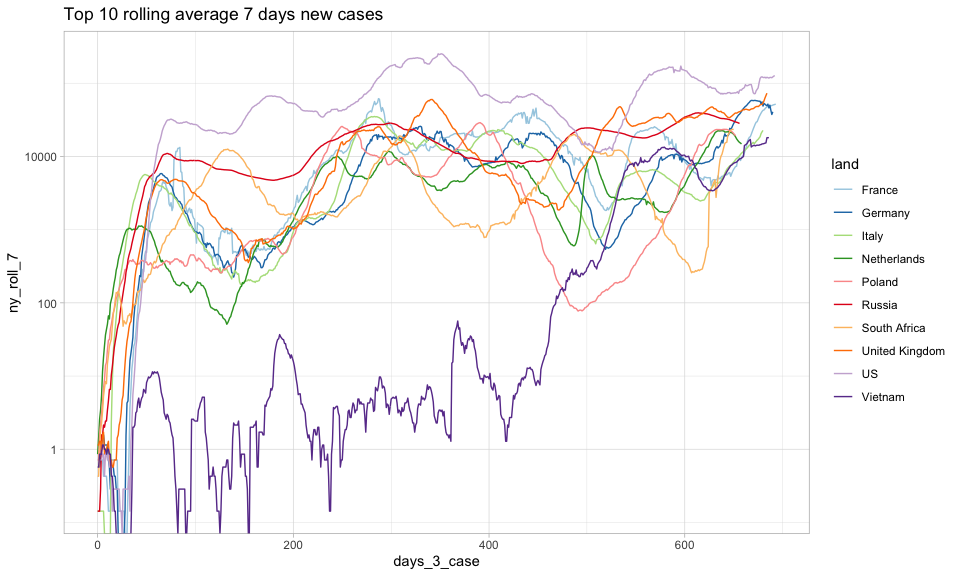 Top 10 rolling average 7 days new cases
ny_roll_7
10000
100
1
0
200
400
600
days_3_case
land
France
Germany
Italy
Netherlands
Poland
Russia
South Africa
United Kingdom
US
Vietnam